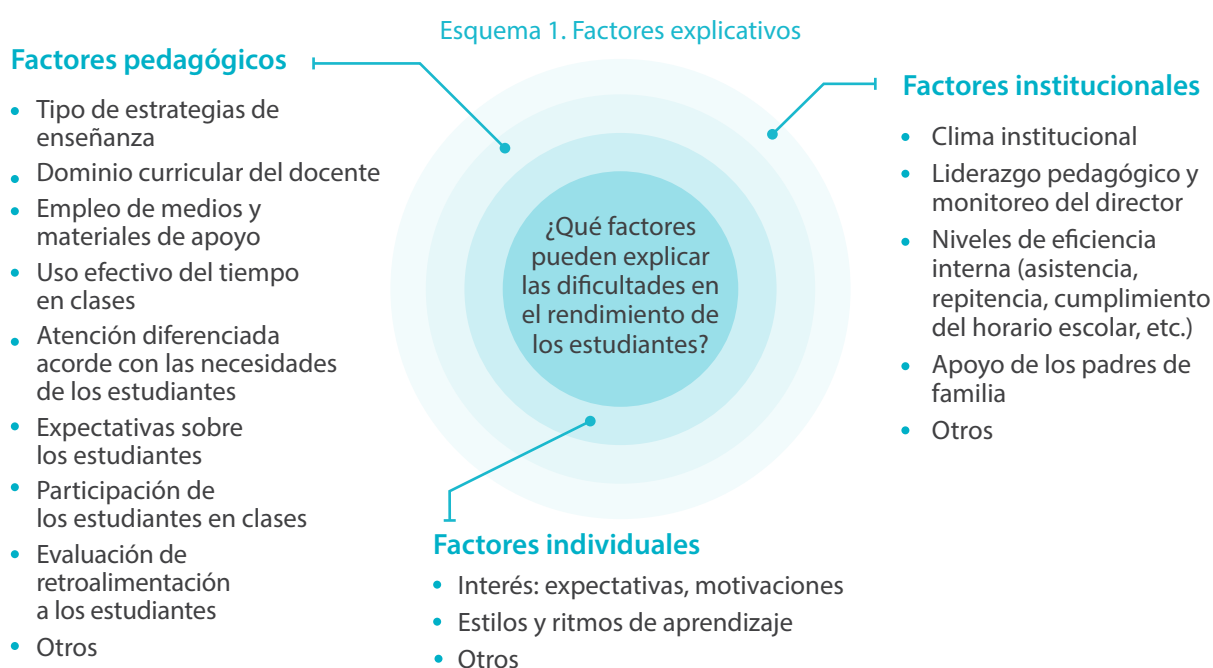 Esquema 1. Factores explicativos
Factores pedagógicos
• Tipo de estrategias de
enseñanza
• Dominio curricular del docente
• Empleo de medios y
materiales de apoyo
• Uso efectivo del tiempo
en clases
• Atención diferenciada
acorde con las necesidades
de los estudiantes
• Expectativas sobre
los estudiantes
• Participación de
los estudiantes en clases
• Evaluación de
retroalimentación
a los estudiantes
• Otros
¿Qué factores
pueden explicar
las dificultades en
el rendimiento de
los estudiantes?
Factores institucionales
• Clima institucional
• Liderazgo pedagógico y
monitoreo del director
• Niveles de eficiencia
interna (asistencia,
repitencia, cumplimiento
del horario escolar, etc.)
• Apoyo de los padres de
familia
• Otros
Factores individuales
• Interés: expectativas, motivaciones
• Estilos y ritmos de aprendizaje
• Otros